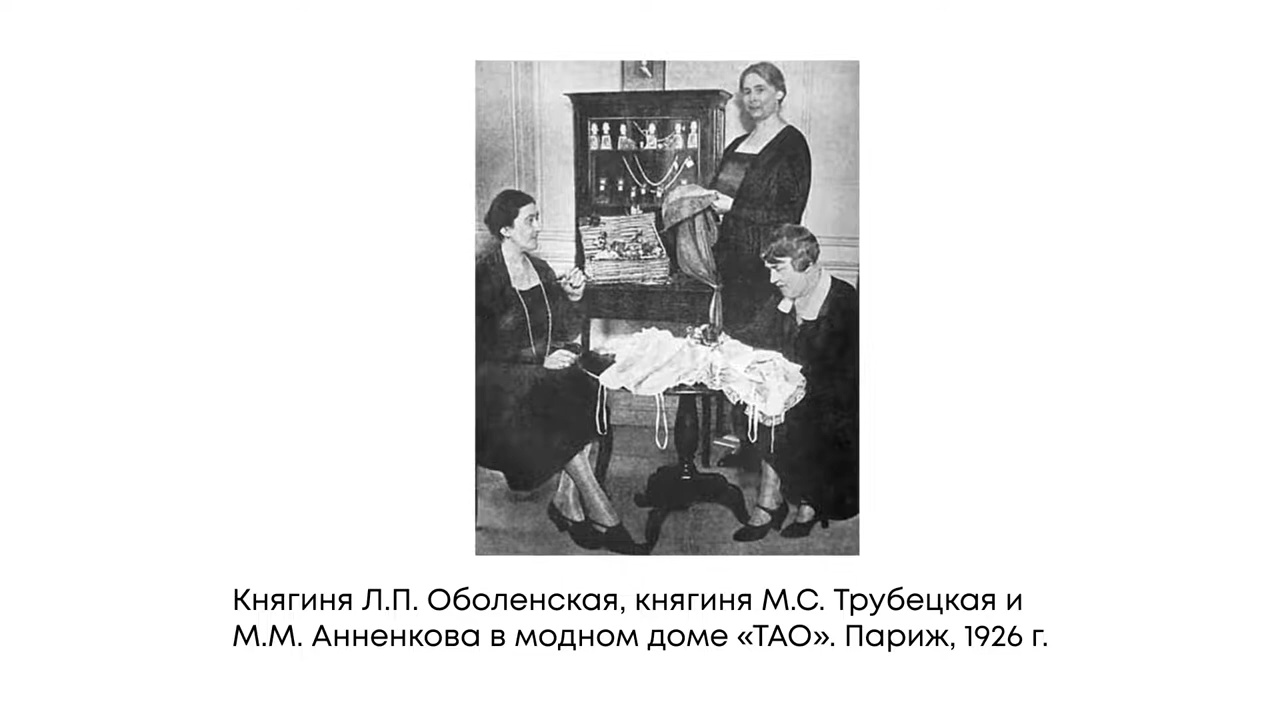 Княгиня Л.П. Оболенская, княгиня М.С. Трубецкая и
М.М. Анненкова в модном доме «ТАО». Париж, 1926 г.